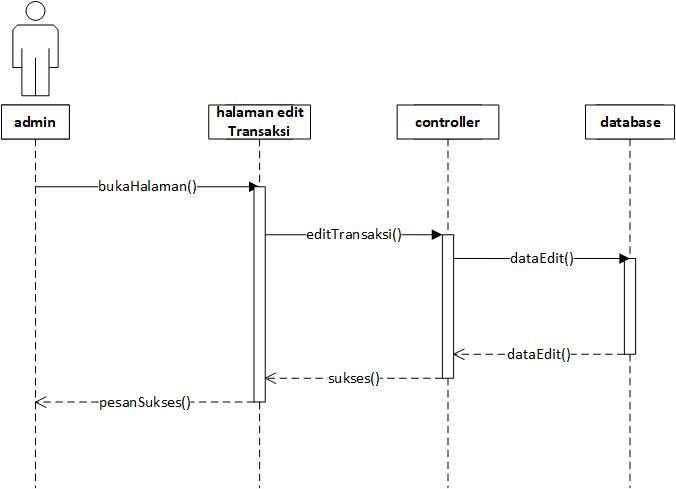 admin
halaman edit
Transaksi
controller
database
bukaHalaman()
editTransaksi()
dataEdit()
dataEdit()
sukses()
pesanSukses()